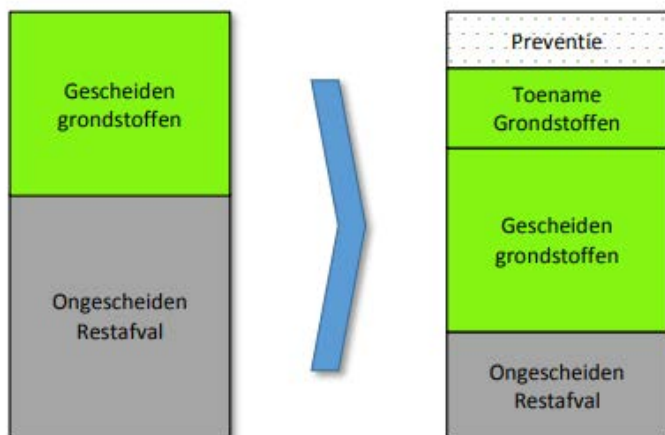 Gescheiden
grondstoffen
Ongescheiden
Restafval
Preventie
Toename
Grondstoffen
Gescheiden
grondstoffen
Ongescheiden
Restafval